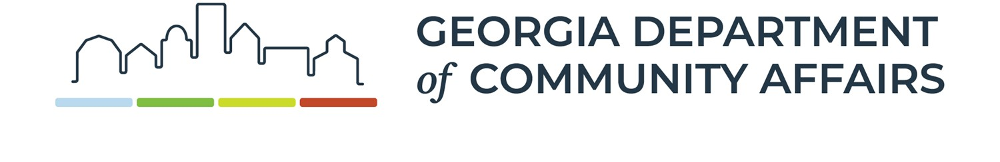 GEORGIA DEPARTMENT
of COMMUNITY AFFAIRS